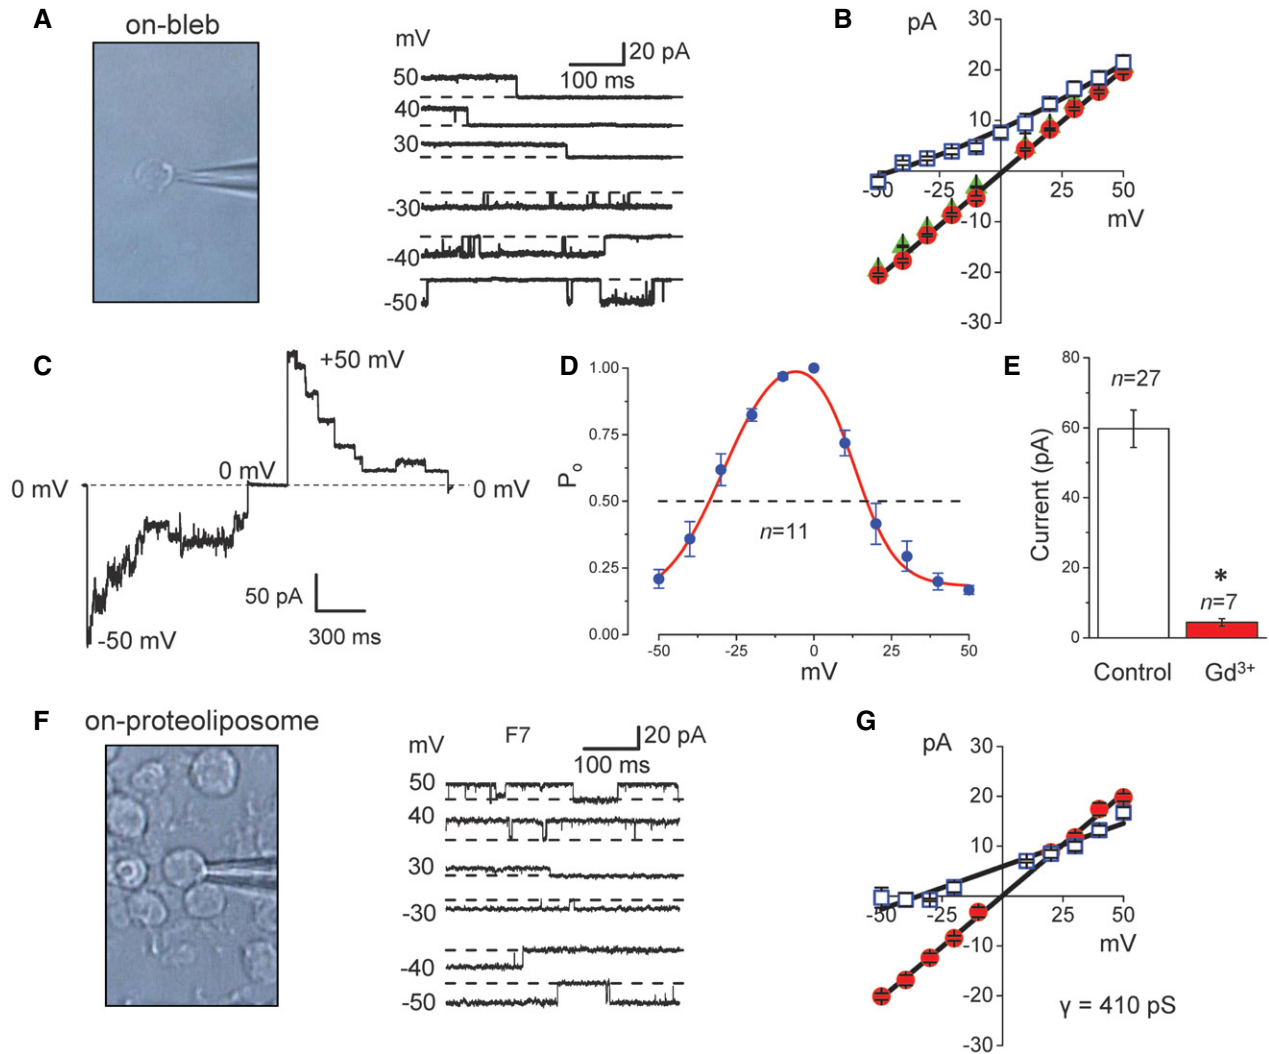 A
on-bleb
mV
20 pA
100 ms
50
40
30
-30
-40
-50
B
pA
30
20
10
-10
-20
-30
-50
-25
25
50
mV
C
+50 mV
0 mV
0 mV
0 mV
-50 mV
50 pA
300 ms
D
1.00
0.75
0.50
0.25
0.00
Po
n=11
-50
-25
0
25
50
mV
E
80
60
40
20
0
Current (pA)
n=27
*
n=7
Control
Gd³⁺
F
on-proteoliposome
mV
F7
20 pA
100 ms
50
40
30
-30
-40
-50
G
pA
30
20
10
-10
-20
-30
-50
-25
25
50
mV
γ = 410 pS